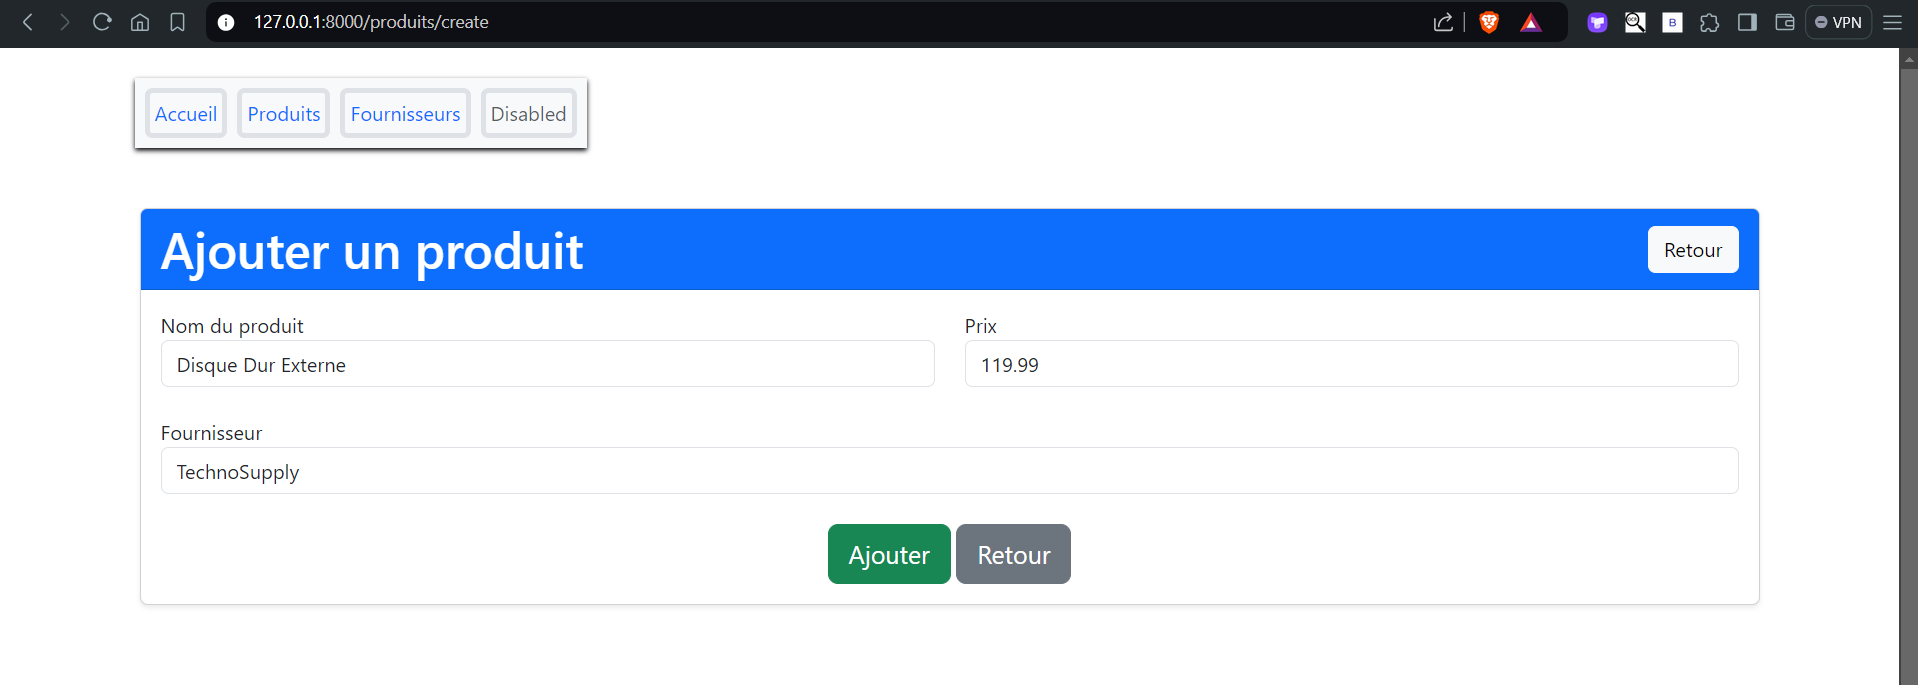 127.0.0.1:8000/produits/create
VPN
Accueil Produits Fournisseurs Disabled
Ajouter un produit Retour
Nom du produit Prix
Disque Dur Externe 119.99
Fournisseur
TechnoSupply
Ajouter Retour